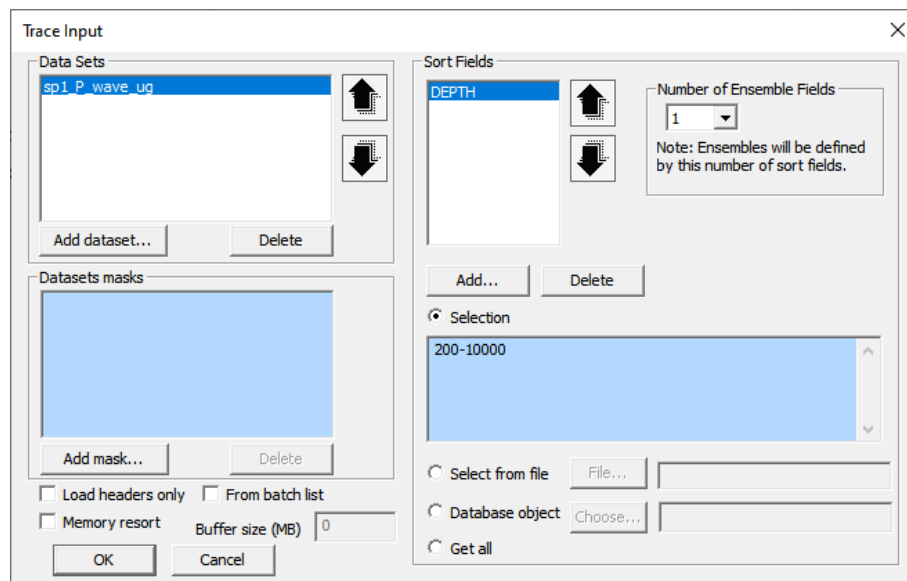 Trace Input
Data Sets
sp1_P_wave_ug
Add dataset...
Delete
Datasets masks
Add mask...
Delete
Load headers only
From batch list
Memory resort
Buffer size (MB)
0
OK
Cancel
Sort Fields
DEPTH
Number of Ensemble Fields
1
Note: Ensembles will be defined
by this number of sort fields.
Add...
Delete
Selection
200-10000
Select from file
File...
Database object
Choose...
Get all